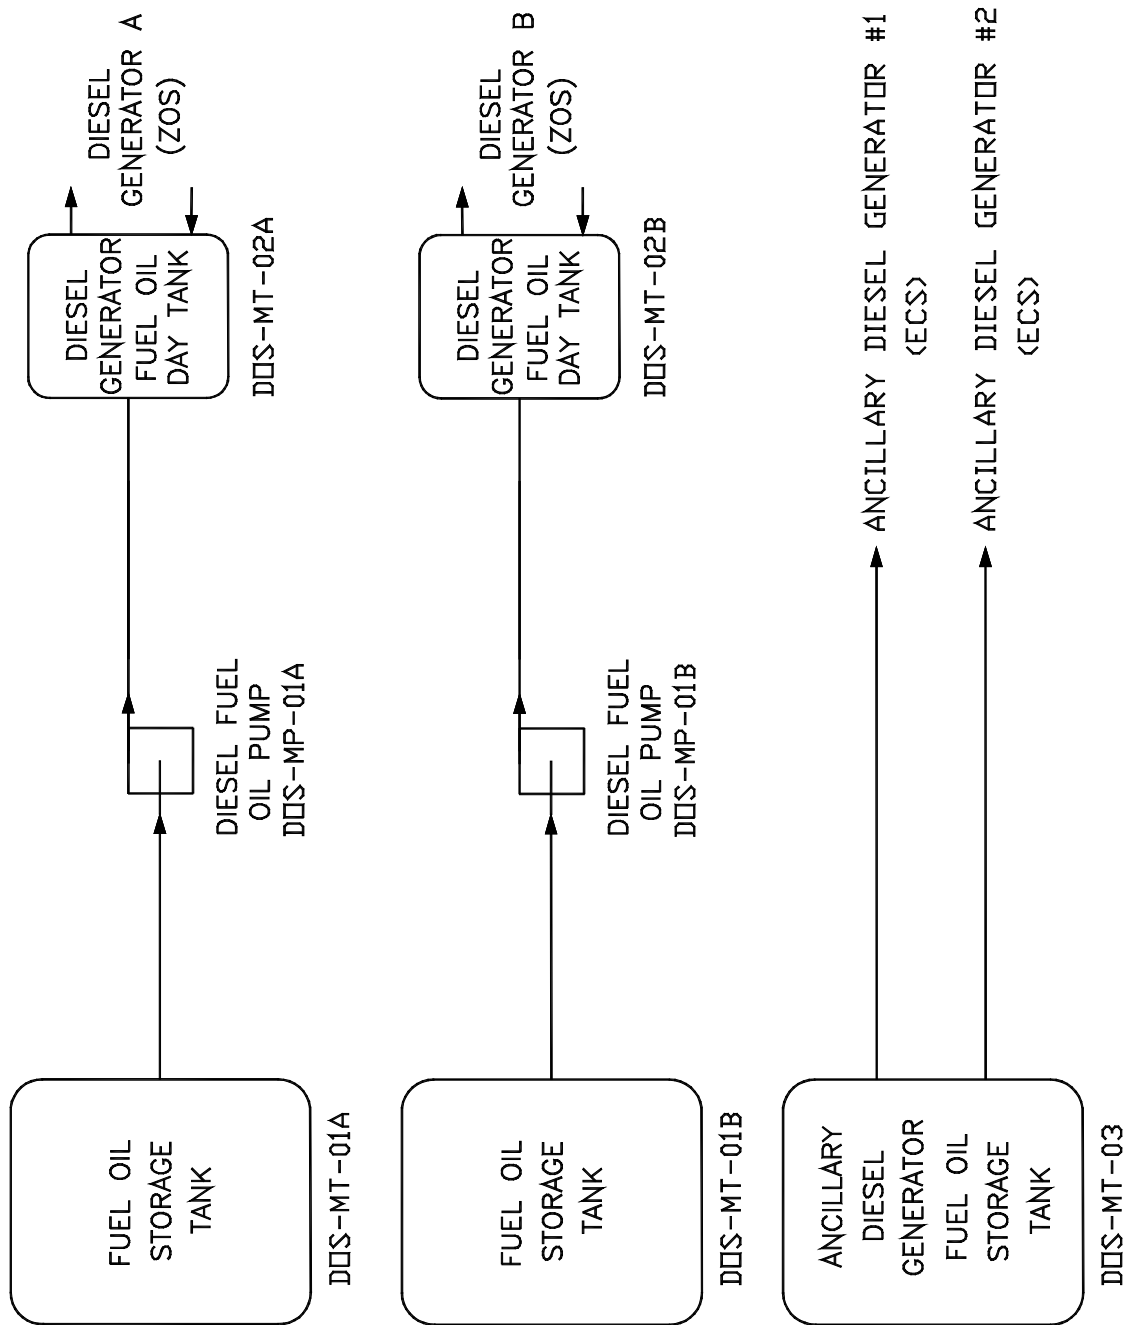 FUEL OIL
STORAGE
TANK
DOS-MT-01A
DIESEL FUEL
OIL PUMP
DOS-MP-01A
DIESEL
GENERATOR
FUEL OIL
DAY TANK
DOS-MT-02A
DIESEL
GENERATOR A
(ZOS)
FUEL OIL
STORAGE
TANK
DOS-MT-01B
DIESEL FUEL
OIL PUMP
DOS-MP-01B
DIESEL
GENERATOR
FUEL OIL
DAY TANK
DOS-MT-02B
DIESEL
GENERATOR B
(ZOS)
ANCILLARY
DIESEL
GENERATOR
FUEL OIL
STORAGE
TANK
DOS-MT-03
ANCILLARY DIESEL GENERATOR #1
(ECS)
ANCILLARY DIESEL GENERATOR #2
(ECS)